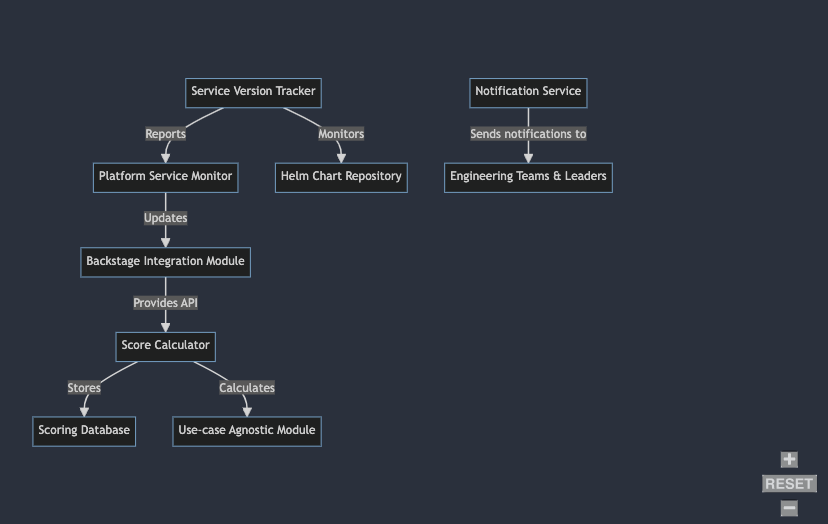 Service Version Tracker
Notification Service
Reports
Monitors
Sends notifications to
Platform Service Monitor
Helm Chart Repository
Engineering Teams & Leaders
Updates
Backstage Integration Module
Provides API
Score Calculator
Stores
Calculates
Scoring Database
Use-case Agnostic Module
+
RESET
−